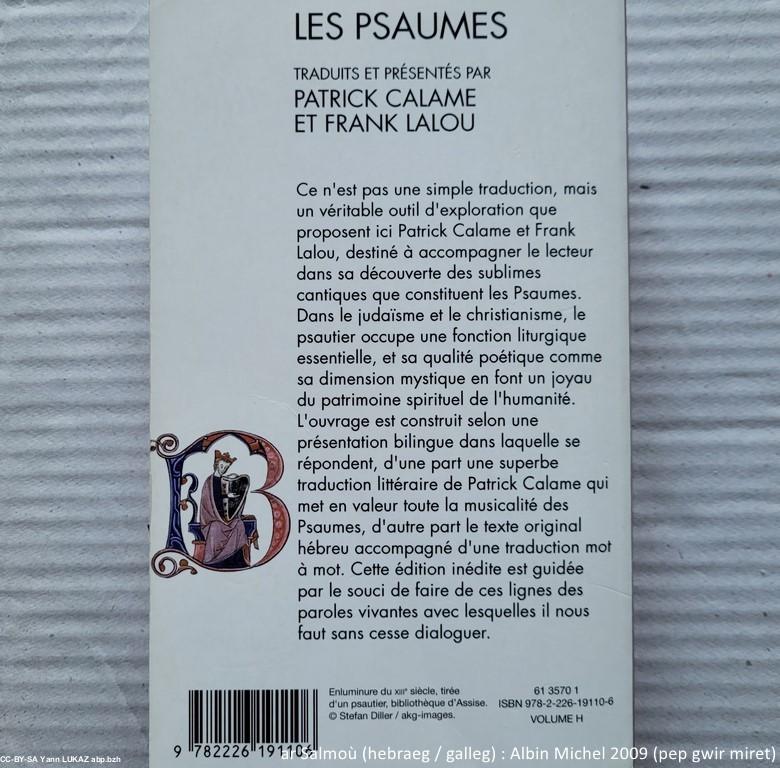 LES PSAUMES
TRADUITS ET PRÉSENTÉS PAR
PATRICK CALAME
ET FRANK LALOU
Ce n'est pas une simple traduction, mais
un véritable outil d'exploration que
proposent ici Patrick Calame et Frank
Lalou, destiné à accompagner le lecteur
dans sa découverte des sublimes
cantiques que constituent les Psaumes.
Dans le judaïsme et le christianisme, le
psautier occupe une fonction liturgique
essentielle, et sa qualité poétique comme
sa dimension mystique en font un joyau
du patrimoine spirituel de l'humanité.
L'ouvrage est construit selon une
présentation bilingue dans laquelle se
répondent, d'une part une superbe
traduction littéraire de Patrick Calame qui
met en valeur toute la musicalité des
Psaumes, d'autre part le texte original
hébreu accompagné d'une traduction mot
à mot. Cette édition inédite est guidée
par le souci de faire de ces lignes des
paroles vivantes avec lesquelles il nous
faut sans cesse dialoguer.
Enluminure du XIIIe siècle, tirée
d'un psautier, bibliothèque d'Assise.
© Stefan Diller / akg-images.
61 3570 1
ISBN 978-2-226-19110-6
VOLUME H
9 782226 191106
CC-BY-SA Yann LUKAZ abp.bzh
ar Salmoù (hebraeg / galleg) : Albin Michel 2009 (pep gwir miret)